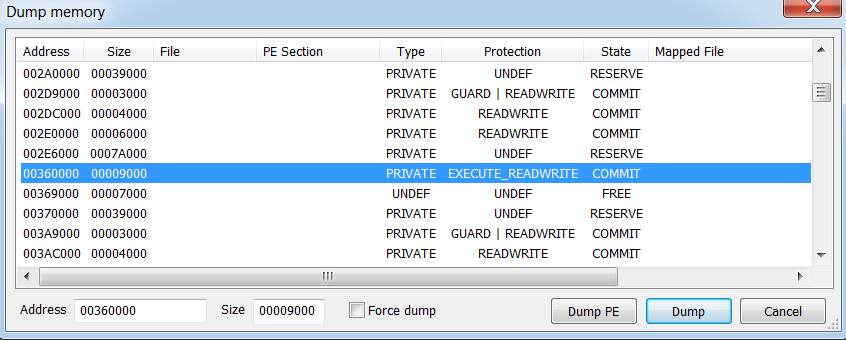 Dump memory
Address Size File PE Section Type Protection State Mapped File
002A0000 00039000 PRIVATE UNDEF RESERVE
002D9000 00003000 PRIVATE GUARD | READWRITE COMMIT
002DC000 00004000 PRIVATE READWRITE COMMIT
002E0000 00006000 PRIVATE READWRITE COMMIT
002E6000 0007A000 PRIVATE UNDEF RESERVE
00360000 00009000 PRIVATE EXECUTE_READWRITE COMMIT
00369000 00007000 UNDEF UNDEF FREE
00370000 00039000 PRIVATE UNDEF RESERVE
003A9000 00003000 PRIVATE GUARD | READWRITE COMMIT
003AC000 00004000 PRIVATE READWRITE COMMIT
Address 00360000 Size 00009000 Force dump Dump PE Dump Cancel